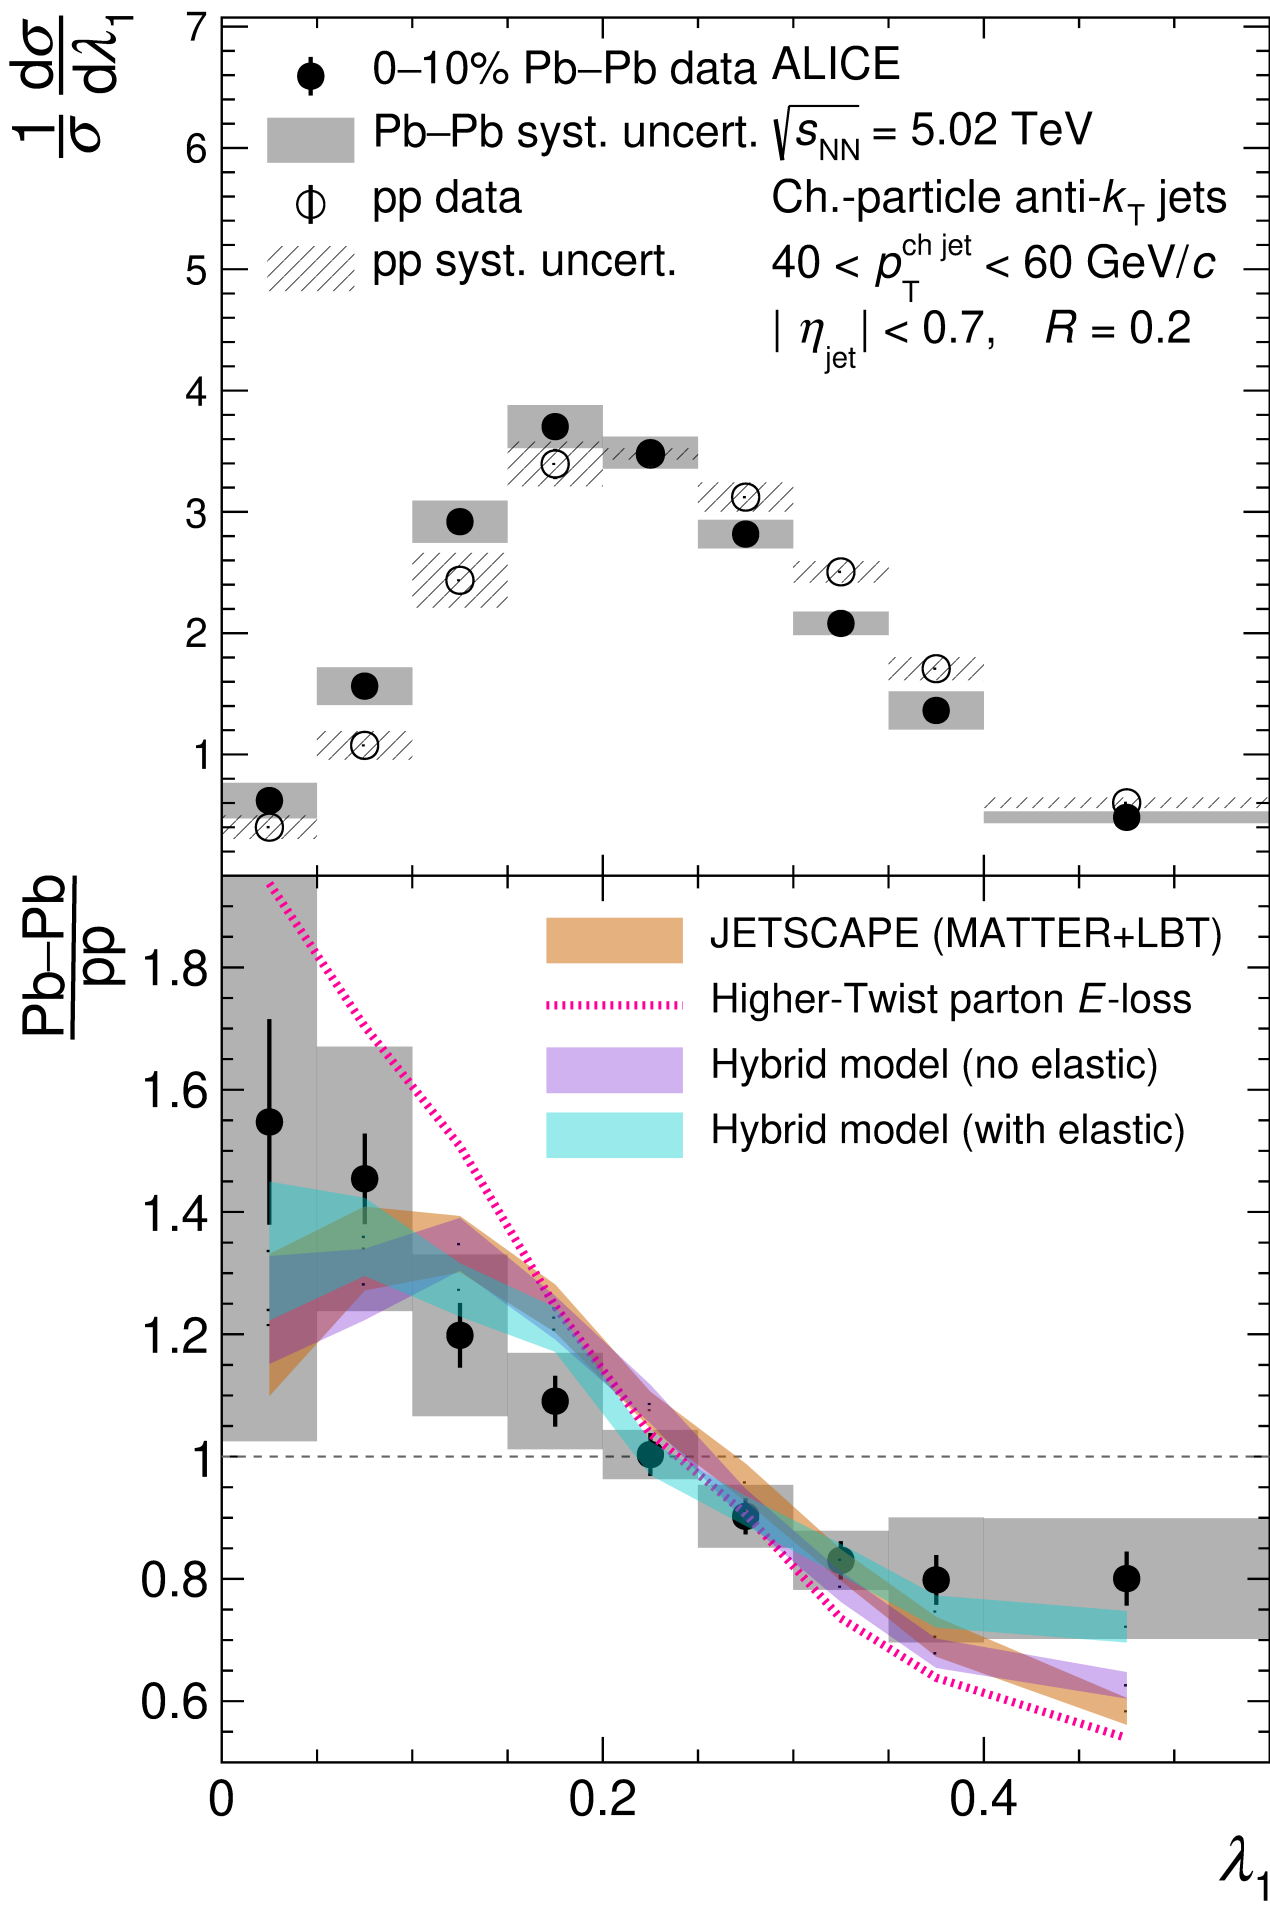 1/σ dσ/dλ₁
7
6
5
4
3
2
1
0–10% Pb–Pb data
Pb–Pb syst. uncert.
pp data
pp syst. uncert.
ALICE
√s_NN = 5.02 TeV
Ch.-particle anti-k_T jets
40 < p_T^ch jet < 60 GeV/c
| η_jet | < 0.7, R = 0.2
Pb–Pb/pp
1.8
1.6
1.4
1.2
1
0.8
0.6
JETSCAPE (MATTER+LBT)
Higher-Twist parton E-loss
Hybrid model (no elastic)
Hybrid model (with elastic)
0 0.2 0.4
λ₁